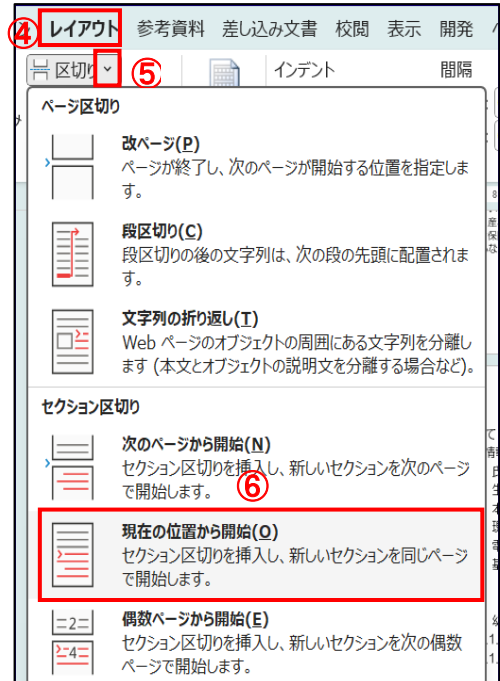 ④ レイアウト 参考資料 差し込み文書 校閲 表示 開発
区切り ⑤ インデント 間隔
ページ区切り
改ページ(P)
ページが終了し、次のページが開始する位置を指定しま
す。
段区切り(C)
段区切りの後の文字列は、次の段の先頭に配置されま
す。
文字列の折り返し(T)
Web ページのオブジェクトの周囲にある文字列を分離し
ます (本文とオブジェクトの説明文を分離する場合など)。
セクション区切り
次のページから開始(N)
セクション区切りを挿入し、新しいセクションを次のページ
で開始します。 ⑥
現在の位置から開始(O)
セクション区切りを挿入し、新しいセクションを同じページ
で開始します。
偶数ページから開始(E)
セクション区切りを挿入し、新しいセクションを次の偶数
ページで開始します。